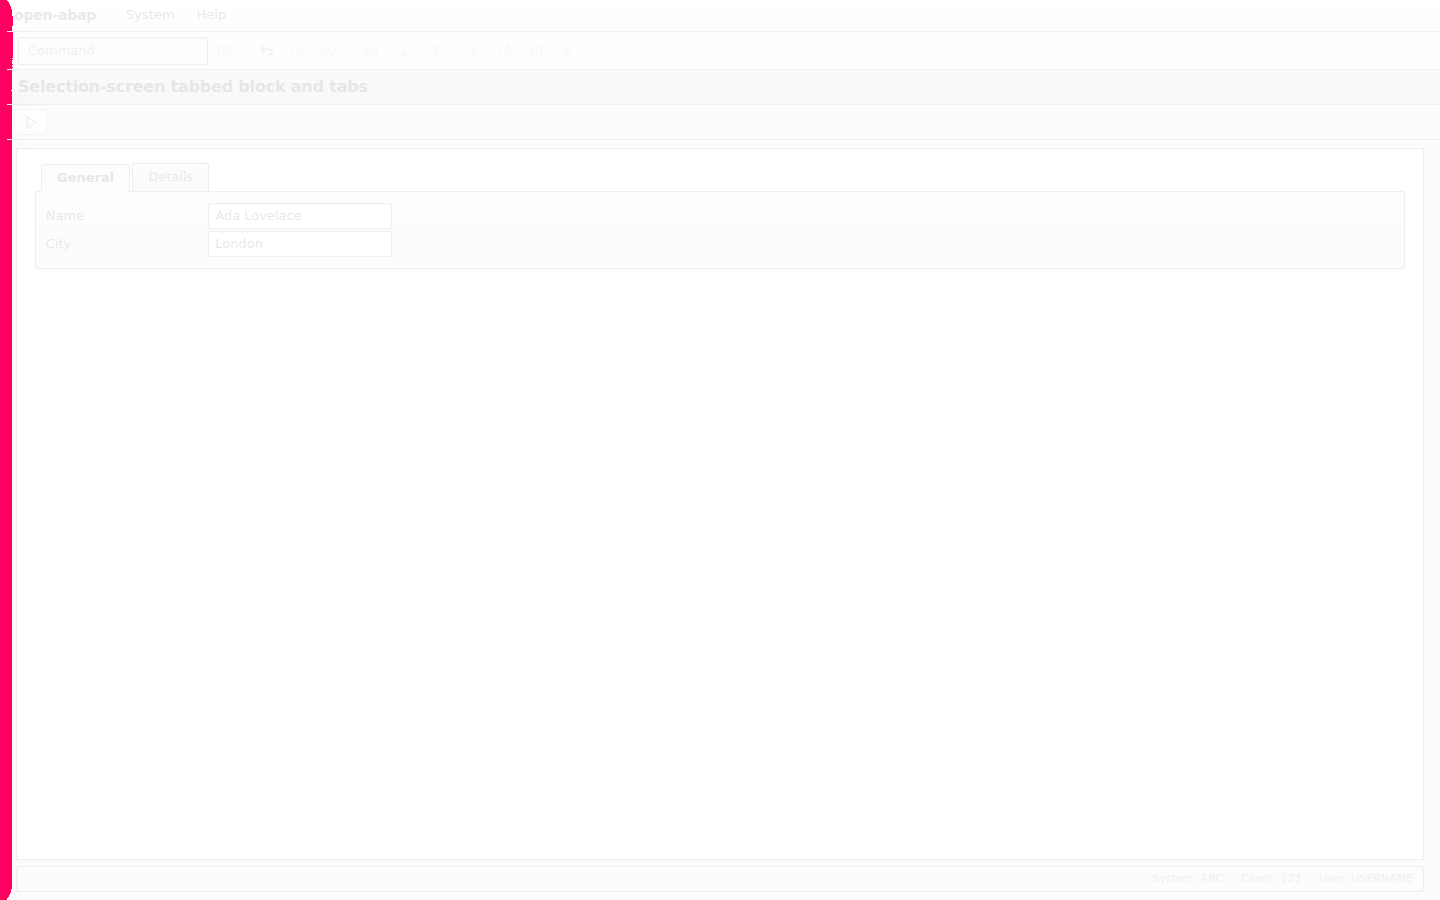 open-abap System Help
Command
Selection-screen tabbed block and tabs
General Details
Name Ada Lovelace
City London
System: ABC Client: 123 User: USERNAME